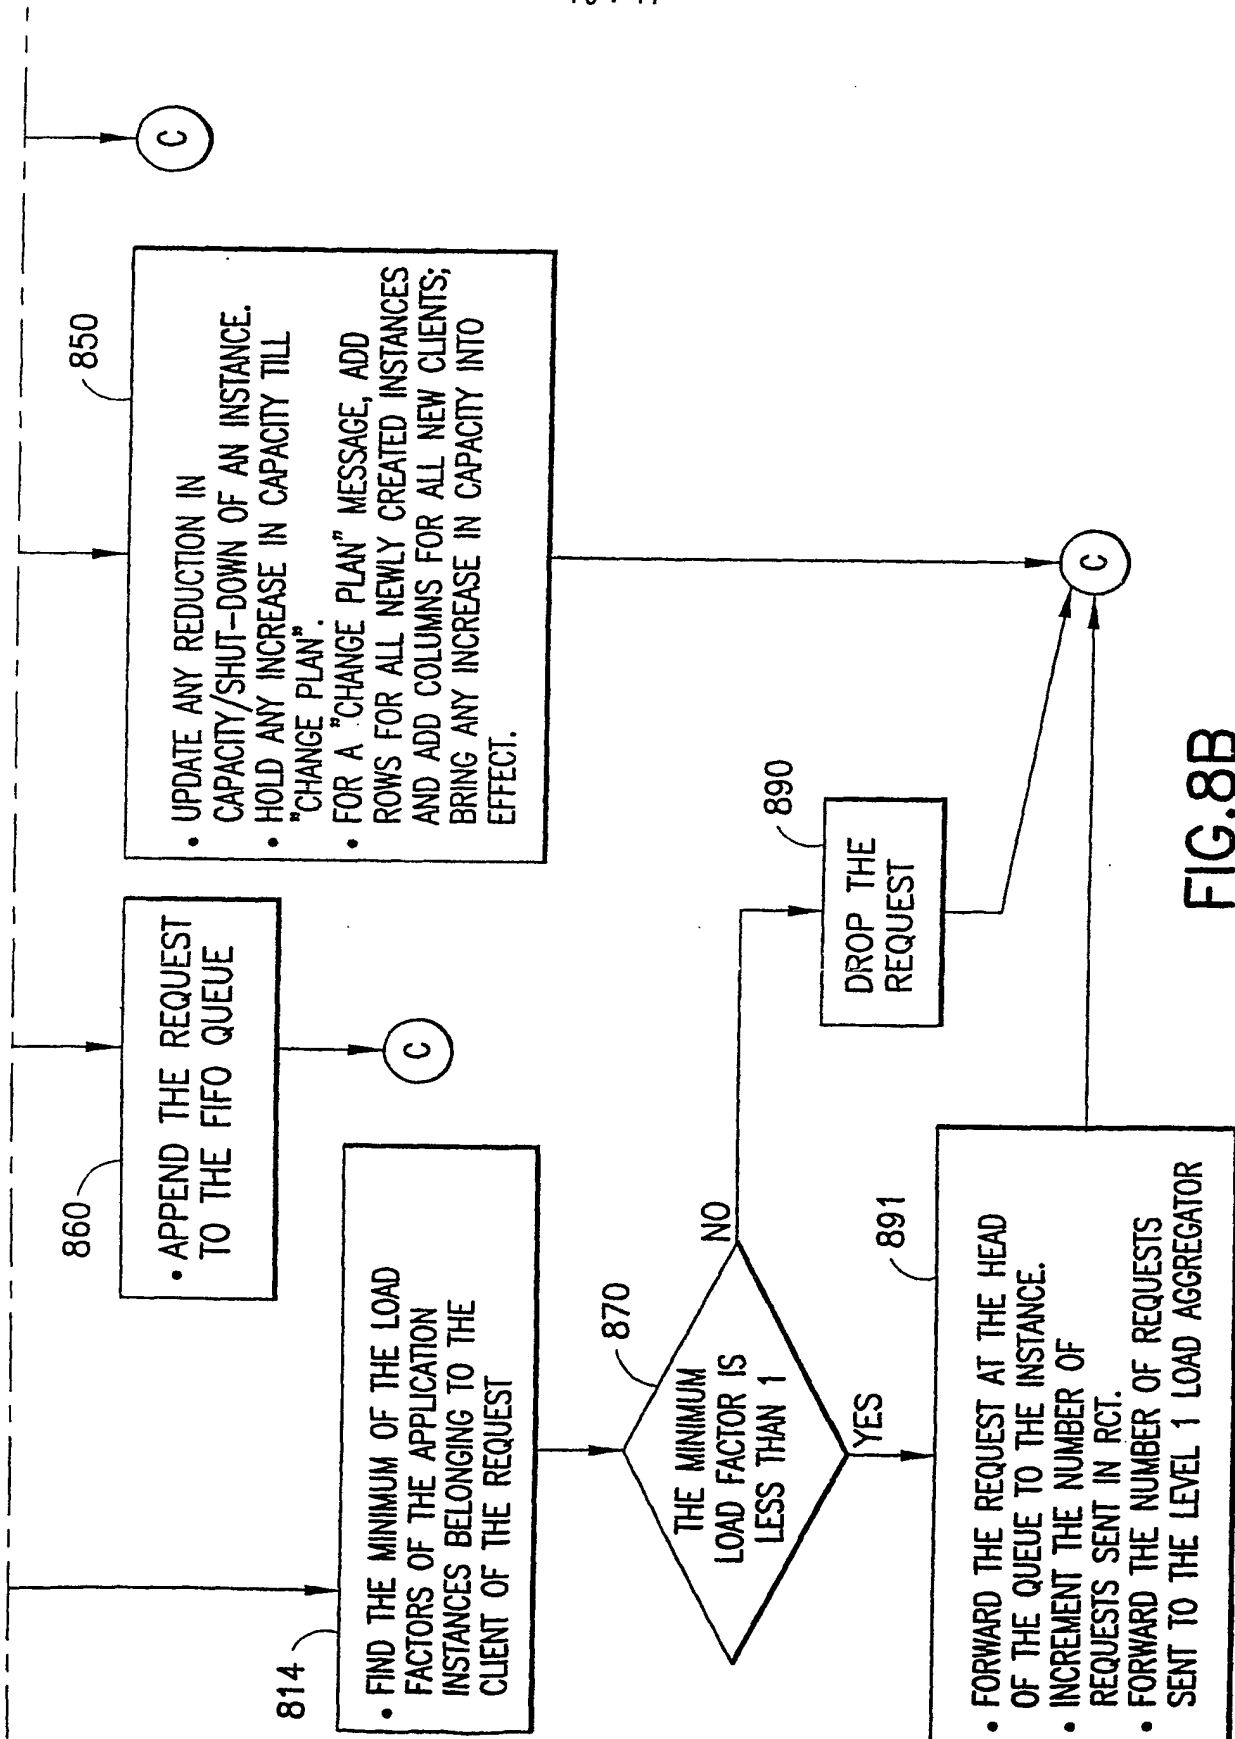 814
• FIND THE MINIMUM OF THE LOAD
FACTORS OF THE APPLICATION
INSTANCES BELONGING TO THE
CLIENT OF THE REQUEST
860
• APPEND THE REQUEST
TO THE FIFO QUEUE
C
850
• UPDATE ANY REDUCTION IN
CAPACITY/SHUT-DOWN OF AN INSTANCE.
• HOLD ANY INCREASE IN CAPACITY TILL
"CHANGE PLAN".
• FOR A "CHANGE PLAN" MESSAGE, ADD
ROWS FOR ALL NEWLY CREATED INSTANCES
AND ADD COLUMNS FOR ALL NEW CLIENTS;
BRING ANY INCREASE IN CAPACITY INTO
EFFECT.
C
870
THE MINIMUM
LOAD FACTOR IS
LESS THAN 1
NO
YES
890
DROP THE
REQUEST
C
891
• FORWARD THE REQUEST AT THE HEAD
OF THE QUEUE TO THE INSTANCE.
• INCREMENT THE NUMBER OF
REQUESTS SENT IN RCT.
• FORWARD THE NUMBER OF REQUESTS
SENT TO THE LEVEL 1 LOAD AGGREGATOR
FIG.8B